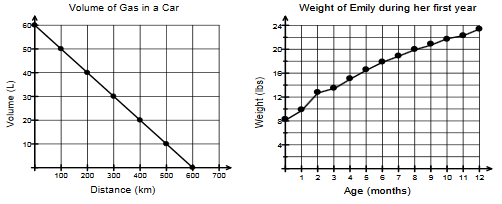 Volume of Gas in a Car
60
50
40
30
20
10
100 200 300 400 500 600 700
Volume (L)
Distance (km)
Weight of Emily during her first year
24
20
16
12
8
4
1 2 3 4 5 6 7 8 9 10 11 12
Weight (lbs)
Age (months)